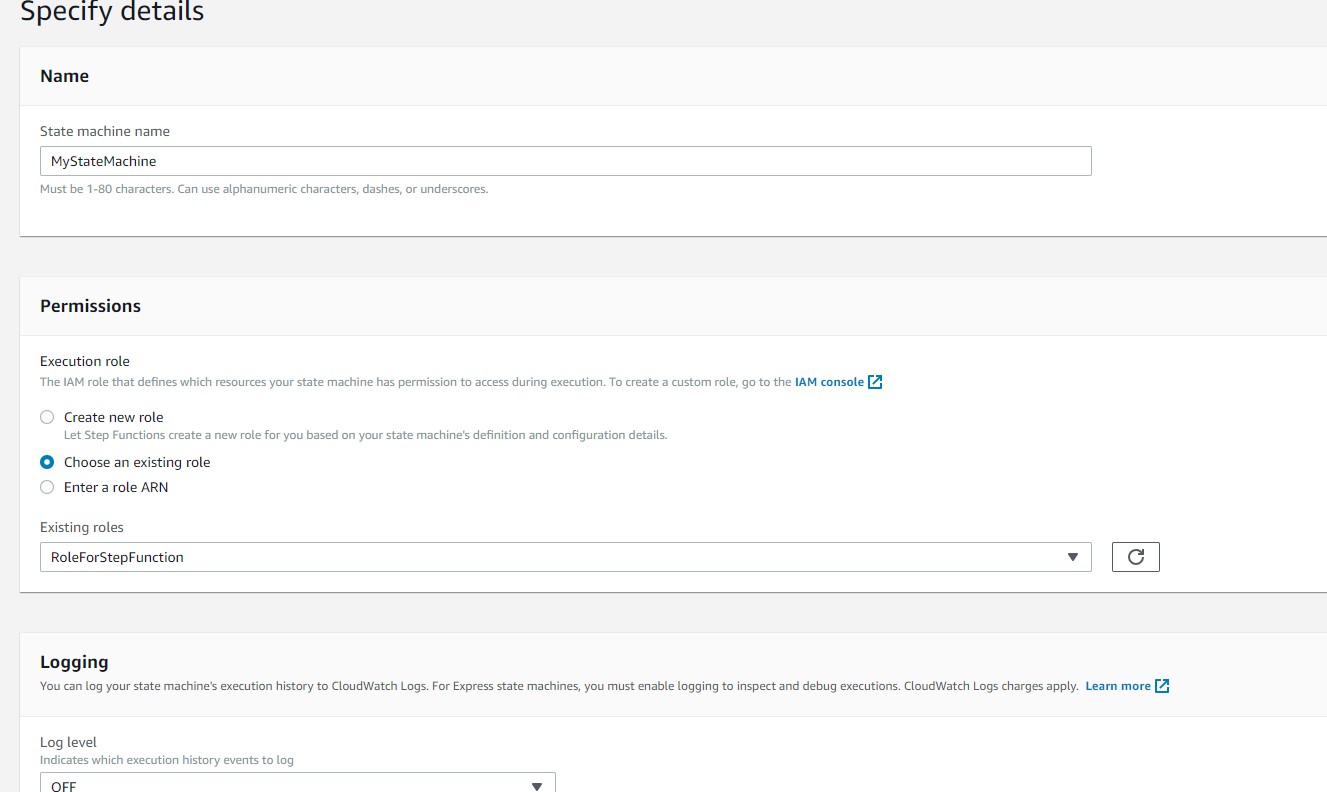 Specify details
Name
State machine name
MyStateMachine
Must be 1-80 characters. Can use alphanumeric characters, dashes, or underscores.
Permissions
Execution role
The IAM role that defines which resources your state machine has permission to access during execution. To create a custom role, go to the IAM console
Create new role
Let Step Functions create a new role for you based on your state machine's definition and configuration details.
Choose an existing role
Enter a role ARN
Existing roles
RoleForStepFunction
Logging
You can log your state machine's execution history to CloudWatch Logs. For Express state machines, you must enable logging to inspect and debug executions. CloudWatch Logs charges apply. Learn more
Log level
Indicates which execution history events to log
OFF